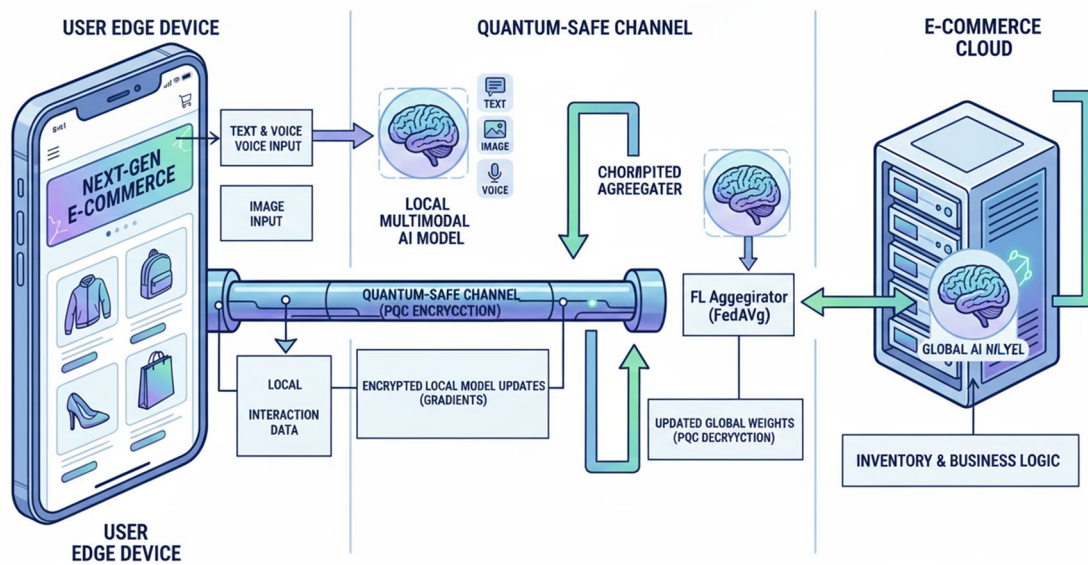 USER EDGE DEVICE
QUANTUM-SAFE CHANNEL
E-COMMERCE
CLOUD
NEXT-GEN
E-COMMERCE
TEXT & VOICE
VOICE INPUT
IMAGE
INPUT
TEXT
IMAGE
VOICE
LOCAL
MULTIMODAL
AI MODEL
AGREEGATER
QUANTUM-SAFE CHANNEL
(PQC ENCRYCCTION)
FL Aggegirator
(FedAVg)
GLOBAL AI
LOCAL
INTERACTION
DATA
ENCRYPTED LOCAL MODEL UPDATES
(GRADIENTS)
UPDATED GLOBAL WEIGHTS
(PQC DECRYYCTION)
INVENTORY & BUSINESS LOGIC
USER
EDGE DEVICE